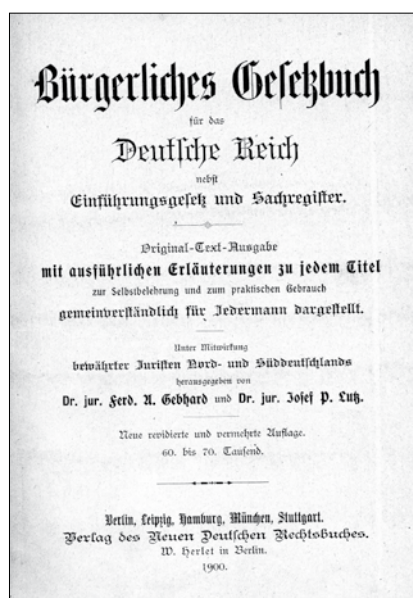 Bürgerliches Gesetzbuch
für das
Deutsche Reich
nebst
Einführungsgesetz und Sachregister.
Original-Text-Ausgabe
mit ausführlichen Erläuterungen zu jedem Titel
zur Selbstbelehrung und zum praktischen Gebrauch
gemeinverständlich für Jedermann dargestellt.
Unter Mitwirkung
bewährter Juristen Nord- und Süddeutschlands
herausgegeben von
Dr. jur. Ferd. A. Gebhard und Dr. jur. Josef P. Lutz.
Neue revidierte und vermehrte Auflage.
60. bis 70. Tausend.
Berlin, Leipzig, Hamburg, München, Stuttgart.
Verlag des Neuen Deutschen Rechtsbuches.
W. Herlet in Berlin.
1900.